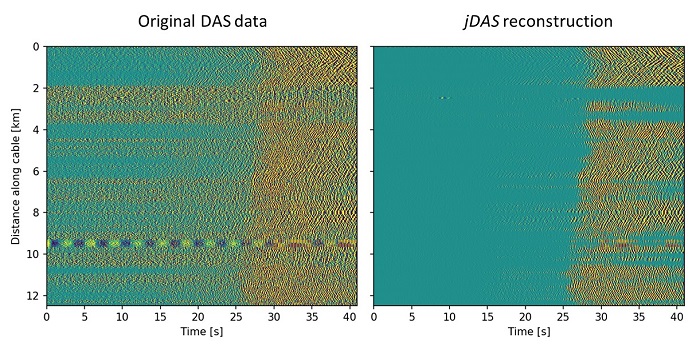 Original DAS data
jDAS reconstruction
Distance along cable [km]
0
2
4
6
8
10
12
0 5 10 15 20 25 30 35 40
Time [s]
0 5 10 15 20 25 30 35 40
Time [s]